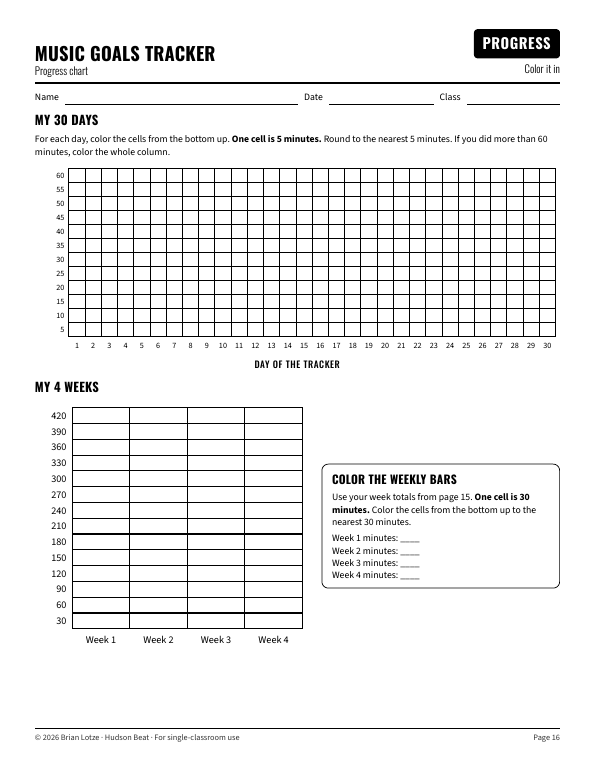 MUSIC GOALS TRACKER
Progress chart
PROGRESS
Color it in
Name Date Class
MY 30 DAYS
For each day, color the cells from the bottom up. One cell is 5 minutes. Round to the nearest 5 minutes. If you did more than 60
minutes, color the whole column.
60
55
50
45
40
35
30
25
20
15
10
5
1 2 3 4 5 6 7 8 9 10 11 12 13 14 15 16 17 18 19 20 21 22 23 24 25 26 27 28 29 30
DAY OF THE TRACKER
MY 4 WEEKS
420
390
360
330
300
270
240
210
180
150
120
90
60
30
Week 1 Week 2 Week 3 Week 4
COLOR THE WEEKLY BARS
Use your week totals from page 15. One cell is 30
minutes. Color the cells from the bottom up to the
nearest 30 minutes.
Week 1 minutes: ____
Week 2 minutes: ____
Week 3 minutes: ____
Week 4 minutes: ____
© 2026 Brian Lotze · Hudson Beat · For single-classroom use
Page 16